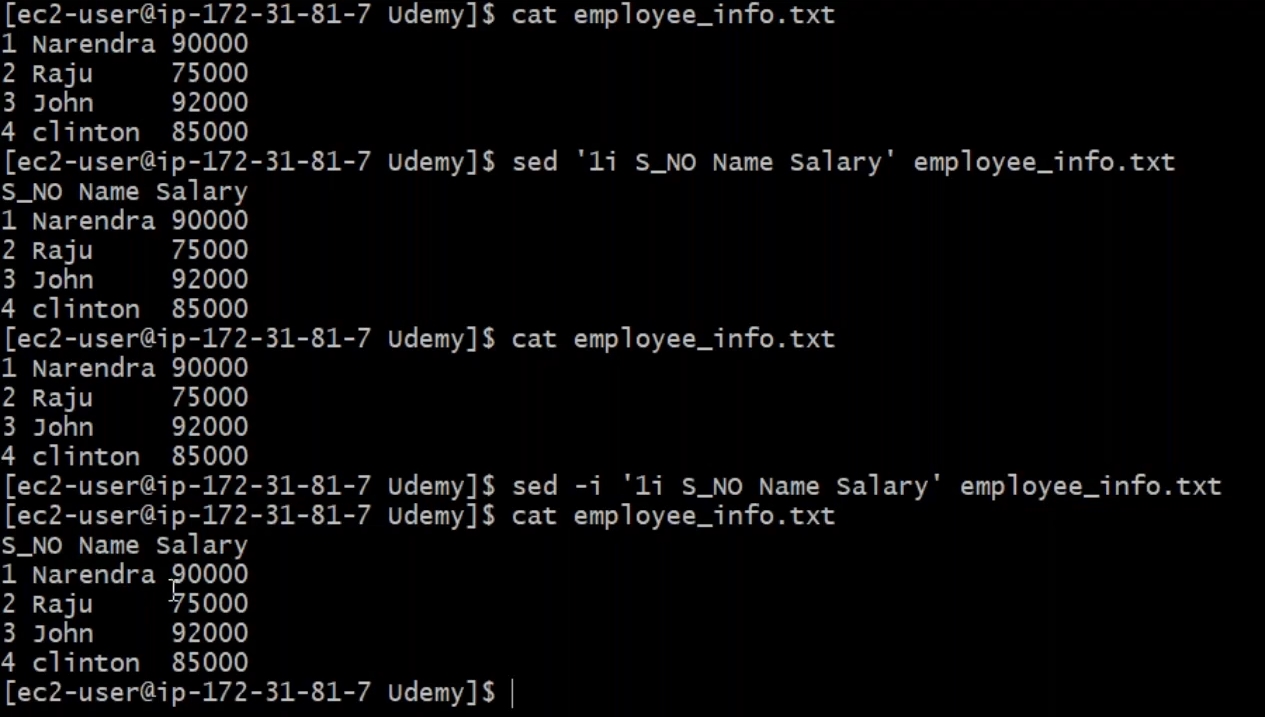 [ec2-user@ip-172-31-81-7 Udemy]$ cat employee_info.txt
1 Narendra 90000
2 Raju     75000
3 John     92000
4 clinton  85000
[ec2-user@ip-172-31-81-7 Udemy]$ sed '1i S_NO Name Salary' employee_info.txt
S_NO Name Salary
1 Narendra 90000
2 Raju     75000
3 John     92000
4 clinton  85000
[ec2-user@ip-172-31-81-7 Udemy]$ cat employee_info.txt
1 Narendra 90000
2 Raju     75000
3 John     92000
4 clinton  85000
[ec2-user@ip-172-31-81-7 Udemy]$ sed -i '1i S_NO Name Salary' employee_info.txt
[ec2-user@ip-172-31-81-7 Udemy]$ cat employee_info.txt
S_NO Name Salary
1 Narendra 90000
2 Raju     75000
3 John     92000
4 clinton  85000
[ec2-user@ip-172-31-81-7 Udemy]$